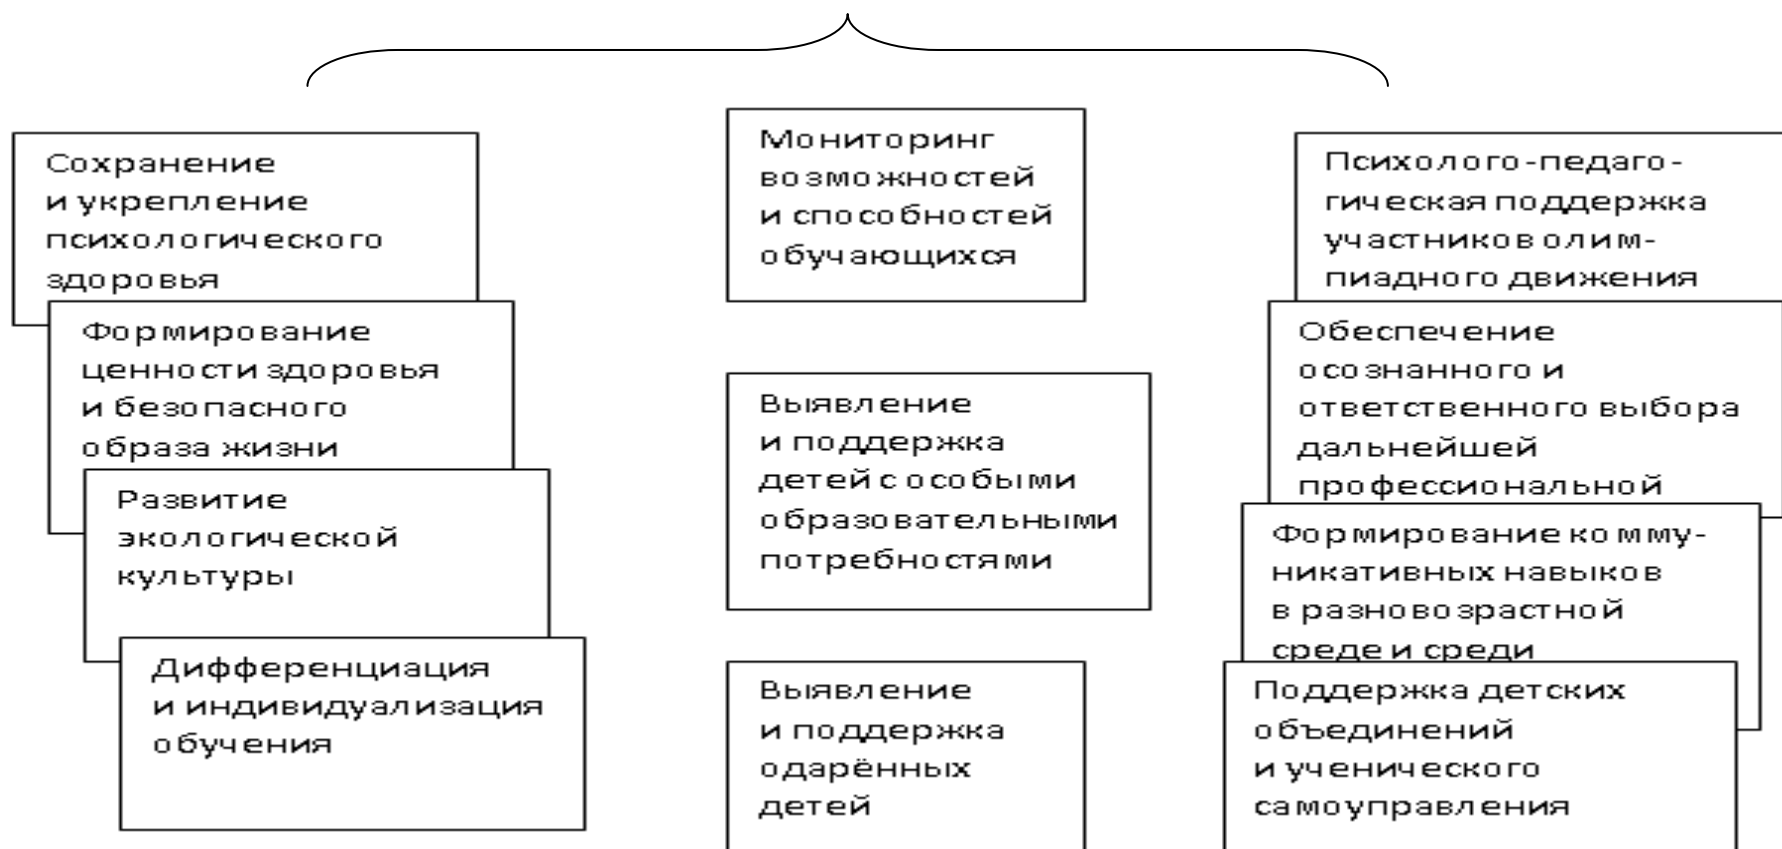 Сохранение
и укрепление
психологического
здоровья
Формирование
ценности здоровья
и безопасного
образа жизни
Развитие
экологической
культуры
Дифференциация
и индивидуализация
обучения
Мониторинг
возможностей
и способностей
обучающихся
Выявление
и поддержка
детей с особыми
образовательными
потребностями
Выявление
и поддержка
одарённых
детей
Психолого-педаго-
гическая поддержка
участников олим-
пиадного движения
Обеспечение
осознанного и
ответственного выбора
дальнейшей
профессиональной
Формирование комму-
никативных навыков
в разновозрастной
среде и среди
Поддержка детских
объединений
и ученического
самоуправления